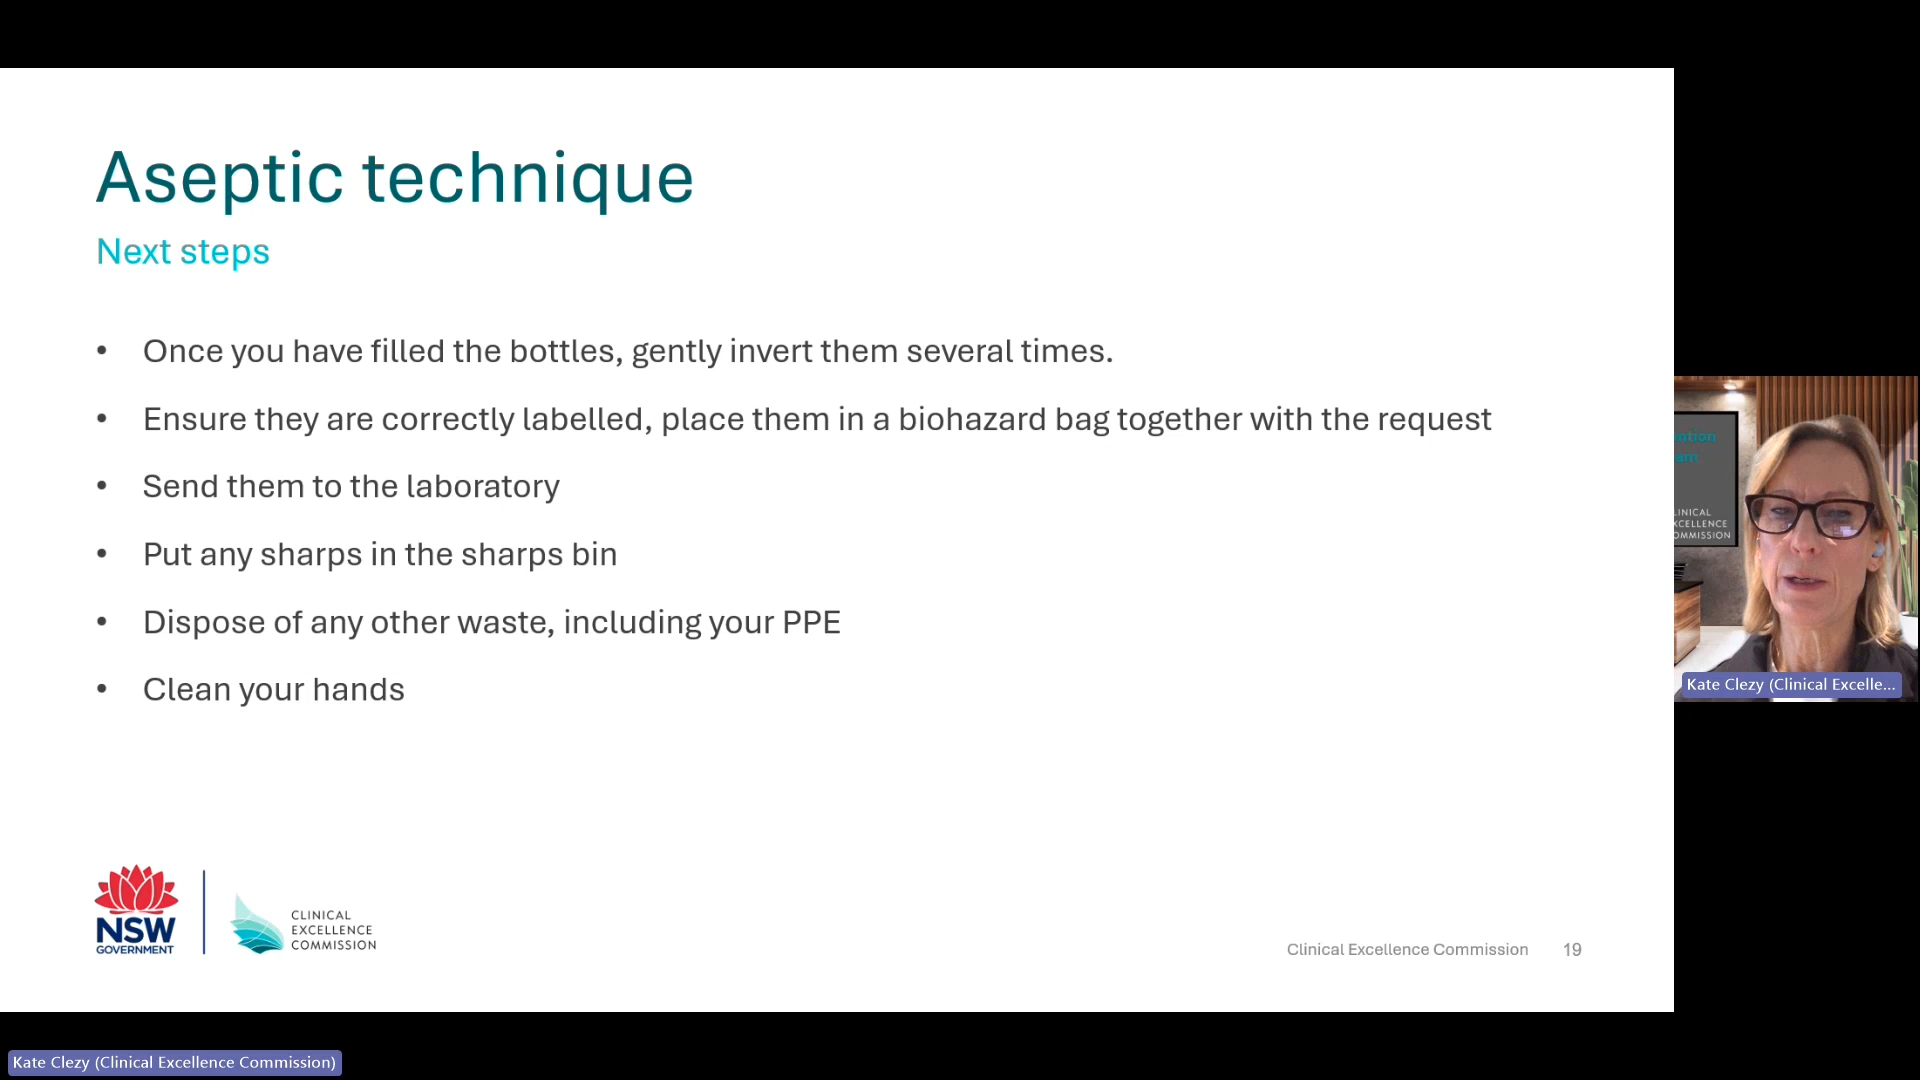 Aseptic technique
Next steps
• Once you have filled the bottles, gently invert them several times.
• Ensure they are correctly labelled, place them in a biohazard bag together with the request
• Send them to the laboratory
• Put any sharps in the sharps bin
• Dispose of any other waste, including your PPE
• Clean your hands
NSW
GOVERNMENT
CLINICAL
EXCELLENCE
COMMISSION
Clinical Excellence Commission 19
Kate Clezy (Clinical Excelle...
Kate Clezy (Clinical Excellence Commission)